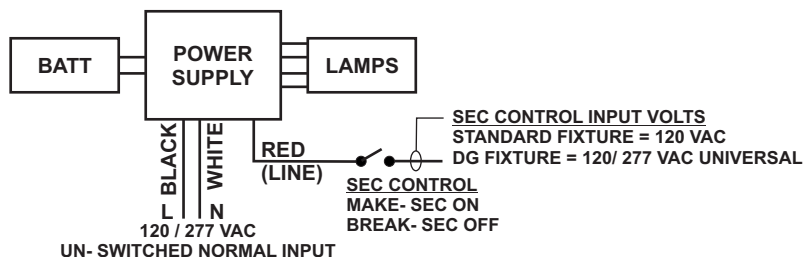 BATT
POWER
SUPPLY
LAMPS
BLACK
WHITE
RED
(LINE)
SEC CONTROL INPUT VOLTS
STANDARD FIXTURE = 120 VAC
DG FIXTURE = 120/ 277 VAC UNIVERSAL
SEC CONTROL
MAKE- SEC ON
BREAK- SEC OFF
L N
120 / 277 VAC
UN- SWITCHED NORMAL INPUT